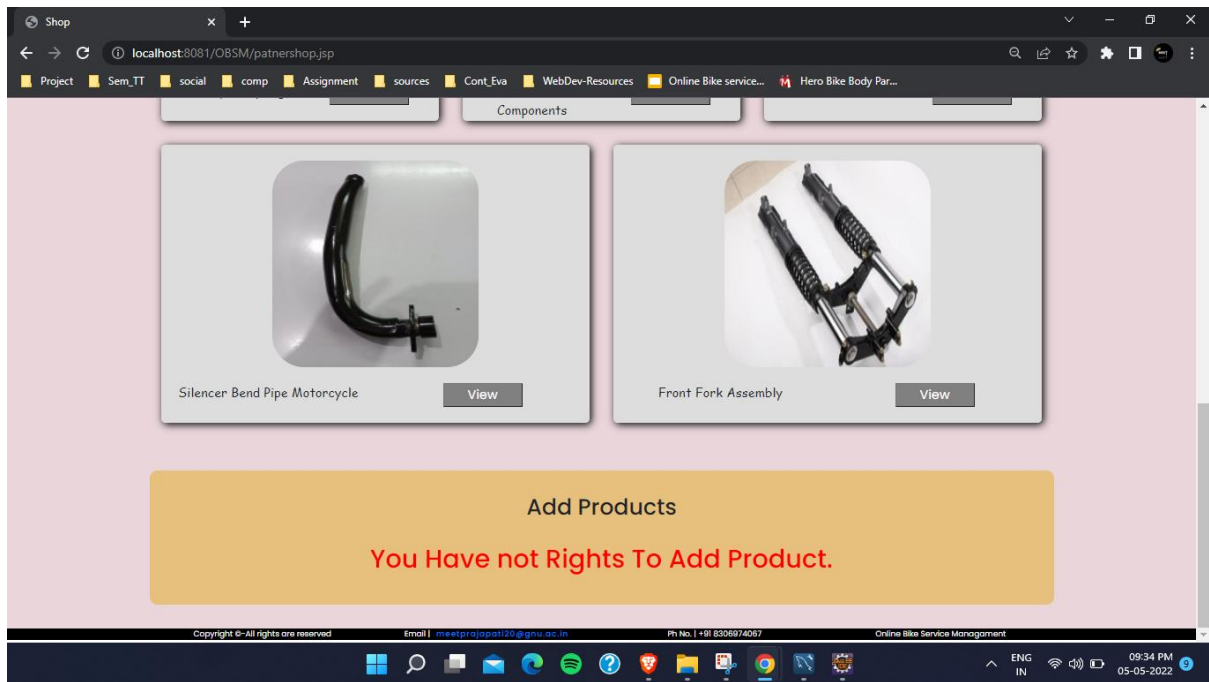 Shop
localhost:8081/OBSM/patnershop.jsp
Project Sem_TT social comp Assignment sources Cont_Eva WebDev-Resources Online Bike service... Hero Bike Body Par...
Components
Silencer Bend Pipe Motorcycle View Front Fork Assembly View
Add Products
You Have not Rights To Add Product.
Copyright ©-All rights are reserved Email | meetprajapati20@gnu.ac.in Ph No. | +91 8306974067 Online Bike Service Managament
ENG 09:34 PM
IN 05-05-2022 9